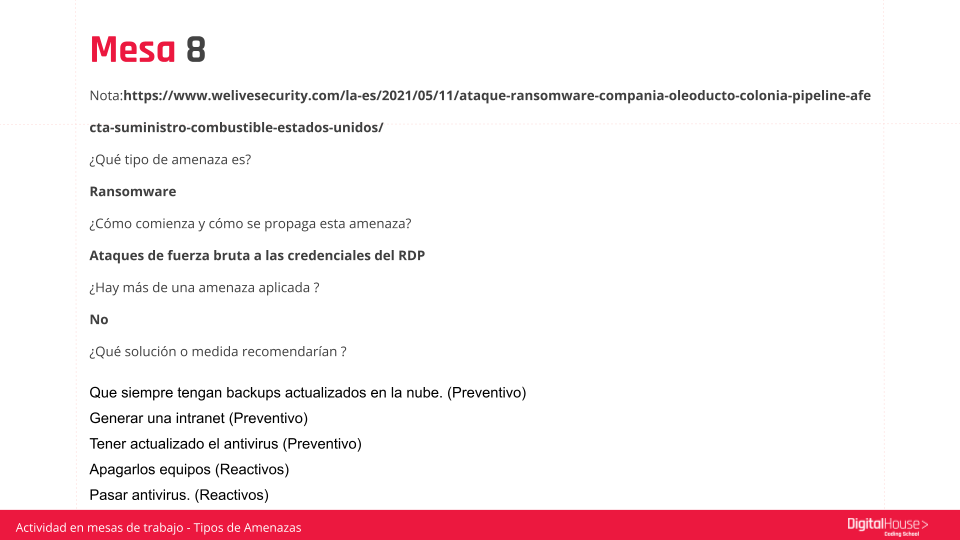 Mesa 8
Nota:https://www.welivesecurity.com/la-es/2021/05/11/ataque-ransomware-compania-oleoducto-colonia-pipeline-afe
cta-suministro-combustible-estados-unidos/
¿Qué tipo de amenaza es?
Ransomware
¿Cómo comienza y cómo se propaga esta amenaza?
Ataques de fuerza bruta a las credenciales del RDP
¿Hay más de una amenaza aplicada ?
No
¿Qué solución o medida recomendarían ?
Que siempre tengan backups actualizados en la nube. (Preventivo)
Generar una intranet (Preventivo)
Tener actualizado el antivirus (Preventivo)
Apagarlos equipos (Reactivos)
Pasar antivirus. (Reactivos)
Actividad en mesas de trabajo - Tipos de Amenazas
DigitalHouse>
Coding School